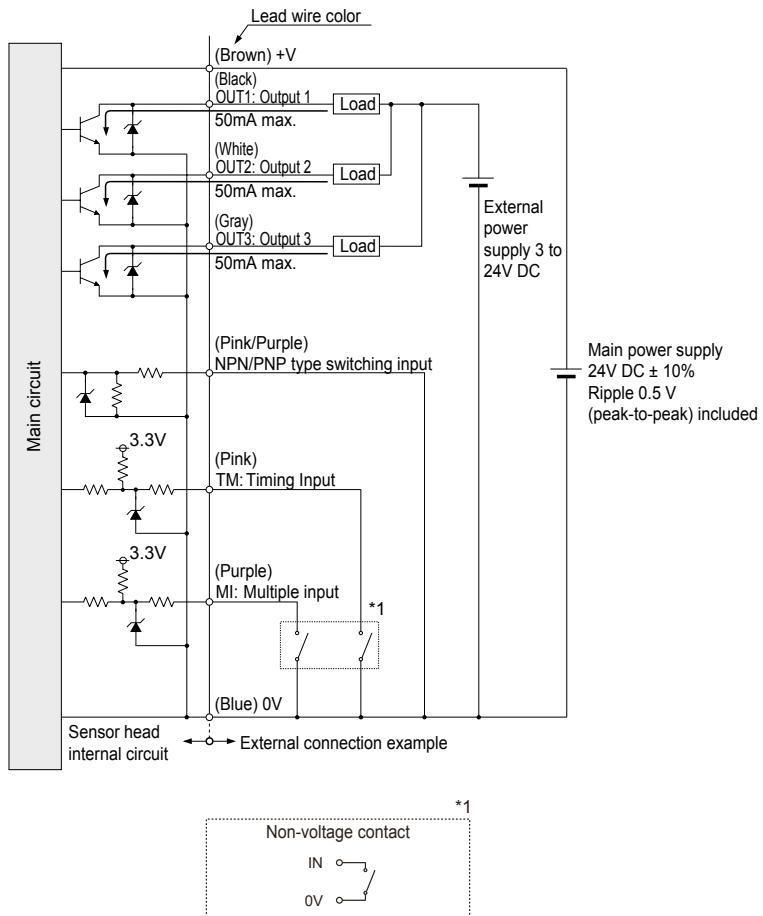 Lead wire color
(Brown) +V
(Black)
OUT1: Output 1
Load
50mA max.
(White)
OUT2: Output 2
Load
50mA max.
(Gray)
OUT3: Output 3
Load
50mA max.
External
power
supply 3 to
24V DC
Main circuit
(Pink/Purple)
NPN/PNP type switching input
Main power supply
24V DC ± 10%
Ripple 0.5 V
(peak-to-peak) included
3.3V
(Pink)
TM: Timing Input
3.3V
(Purple)
MI: Multiple input
*1
(Blue) 0V
Sensor head
internal circuit
External connection example
*1
Non-voltage contact
IN
0V